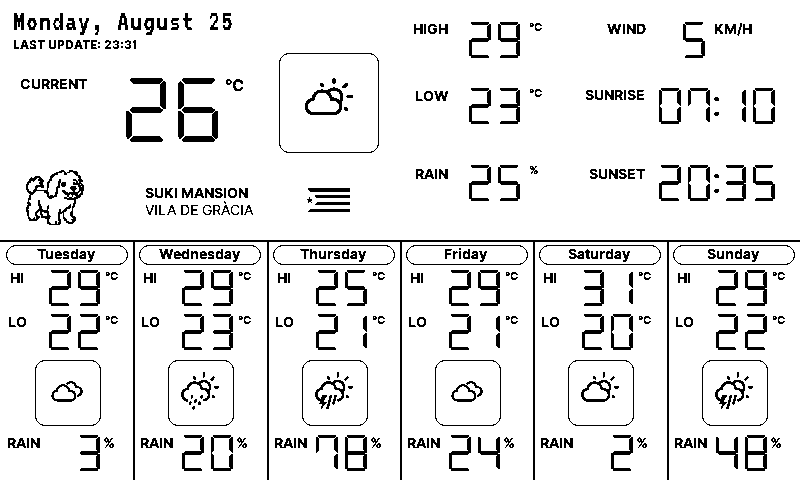 Monday, August 25
LAST UPDATE: 23:31
CURRENT 26 °C
SUKI MANSION
VILA DE GRÀCIA
HIGH 29 °C
LOW 23 °C
RAIN 25 %
WIND 5 KM/H
SUNRISE 07:10
SUNSET 20:35
Tuesday
HI 29 °C
LO 22 °C
RAIN 3 %
Wednesday
HI 29 °C
LO 23 °C
RAIN 20 %
Thursday
HI 25 °C
LO 21 °C
RAIN 78 %
Friday
HI 29 °C
LO 21 °C
RAIN 24 %
Saturday
HI 31 °C
LO 20 °C
RAIN 2 %
Sunday
HI 29 °C
LO 22 °C
RAIN 48 %